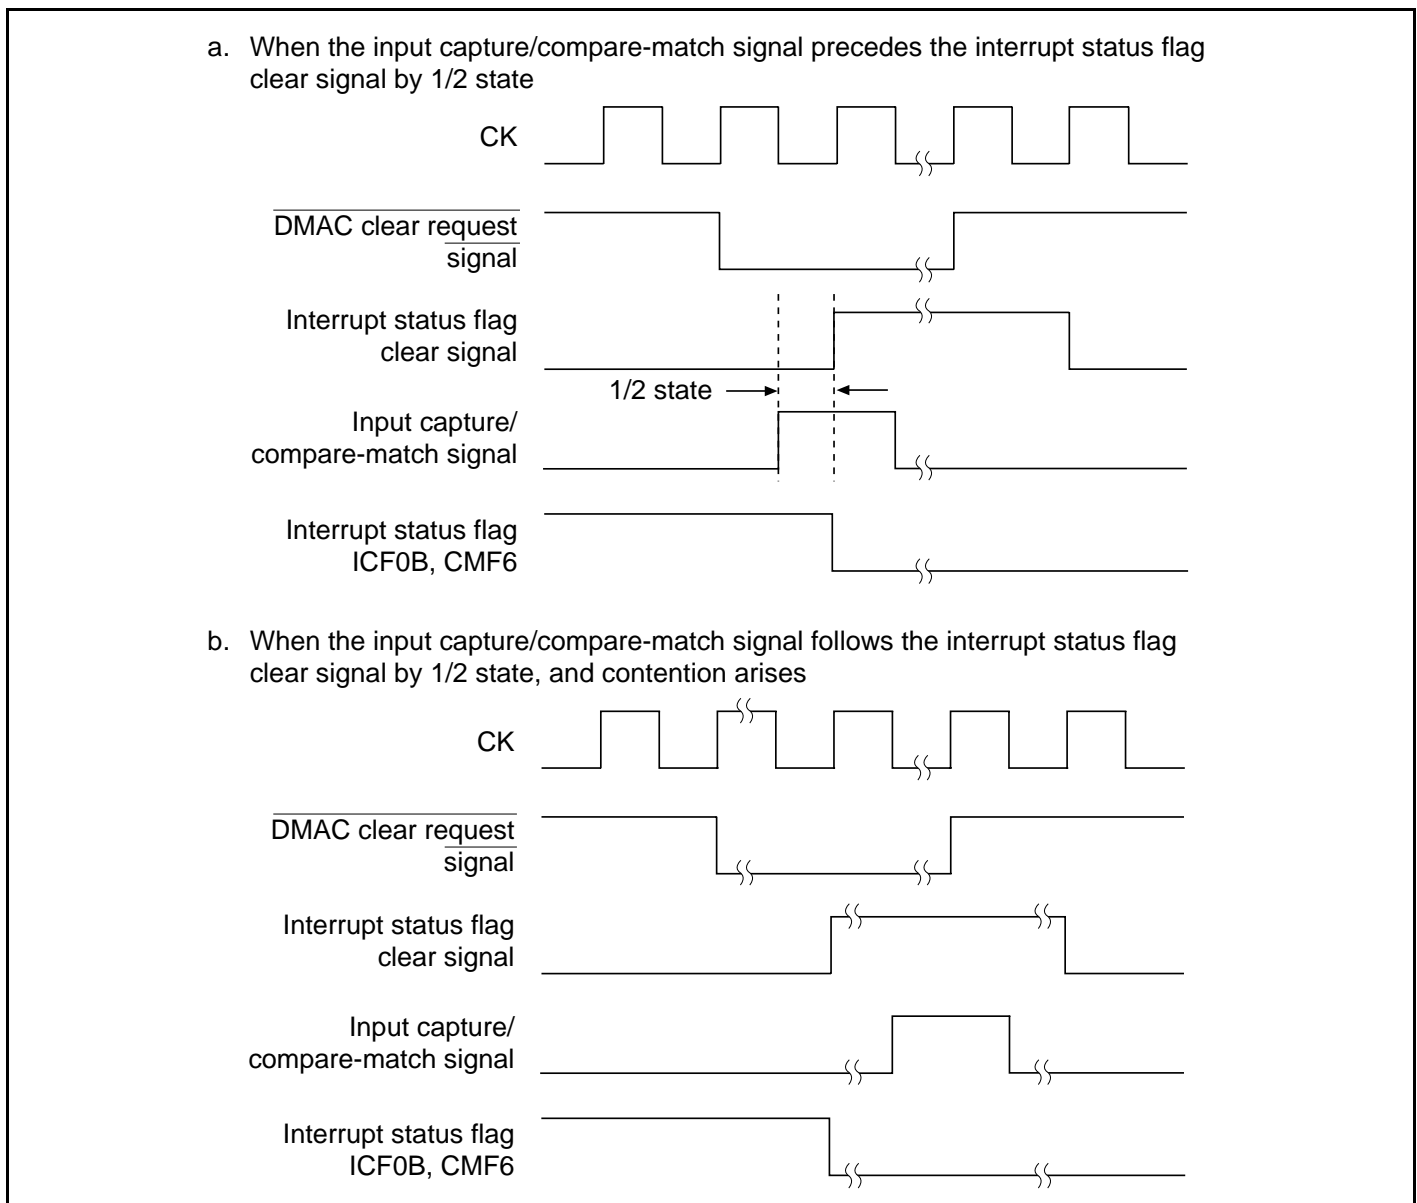 a. When the input capture/compare-match signal precedes the interrupt status flag
clear signal by 1/2 state
CK
DMAC clear request
signal
Interrupt status flag
clear signal
1/2 state
Input capture/
compare-match signal
Interrupt status flag
ICF0B, CMF6
b. When the input capture/compare-match signal follows the interrupt status flag
clear signal by 1/2 state, and contention arises
CK
DMAC clear request
signal
Interrupt status flag
clear signal
Input capture/
compare-match signal
Interrupt status flag
ICF0B, CMF6